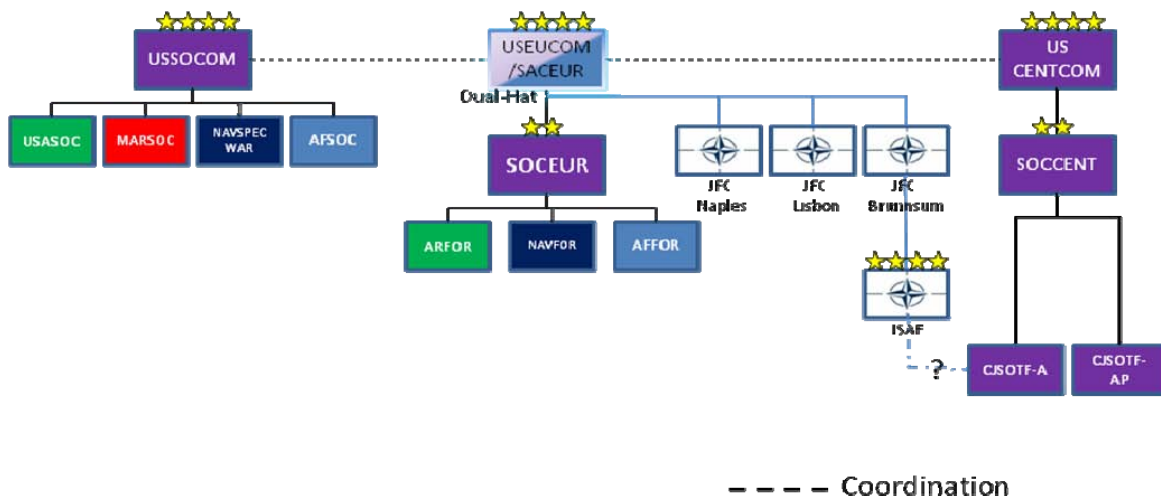 USSOCOM
USEUCOM
/SACEUR
US
CENTCOM
Dual-Hat
USASOC
MARSOC
NAVSPEC
WAR
AFSOC
SOCEUR
JFC
Naples
JFC
Lisbon
JFC
Brunnsum
SOCCENT
ARFOR
NAVFOR
AFFOR
ISAF
?
CJSOTF-A
CJSOTF-
AP
Coordination